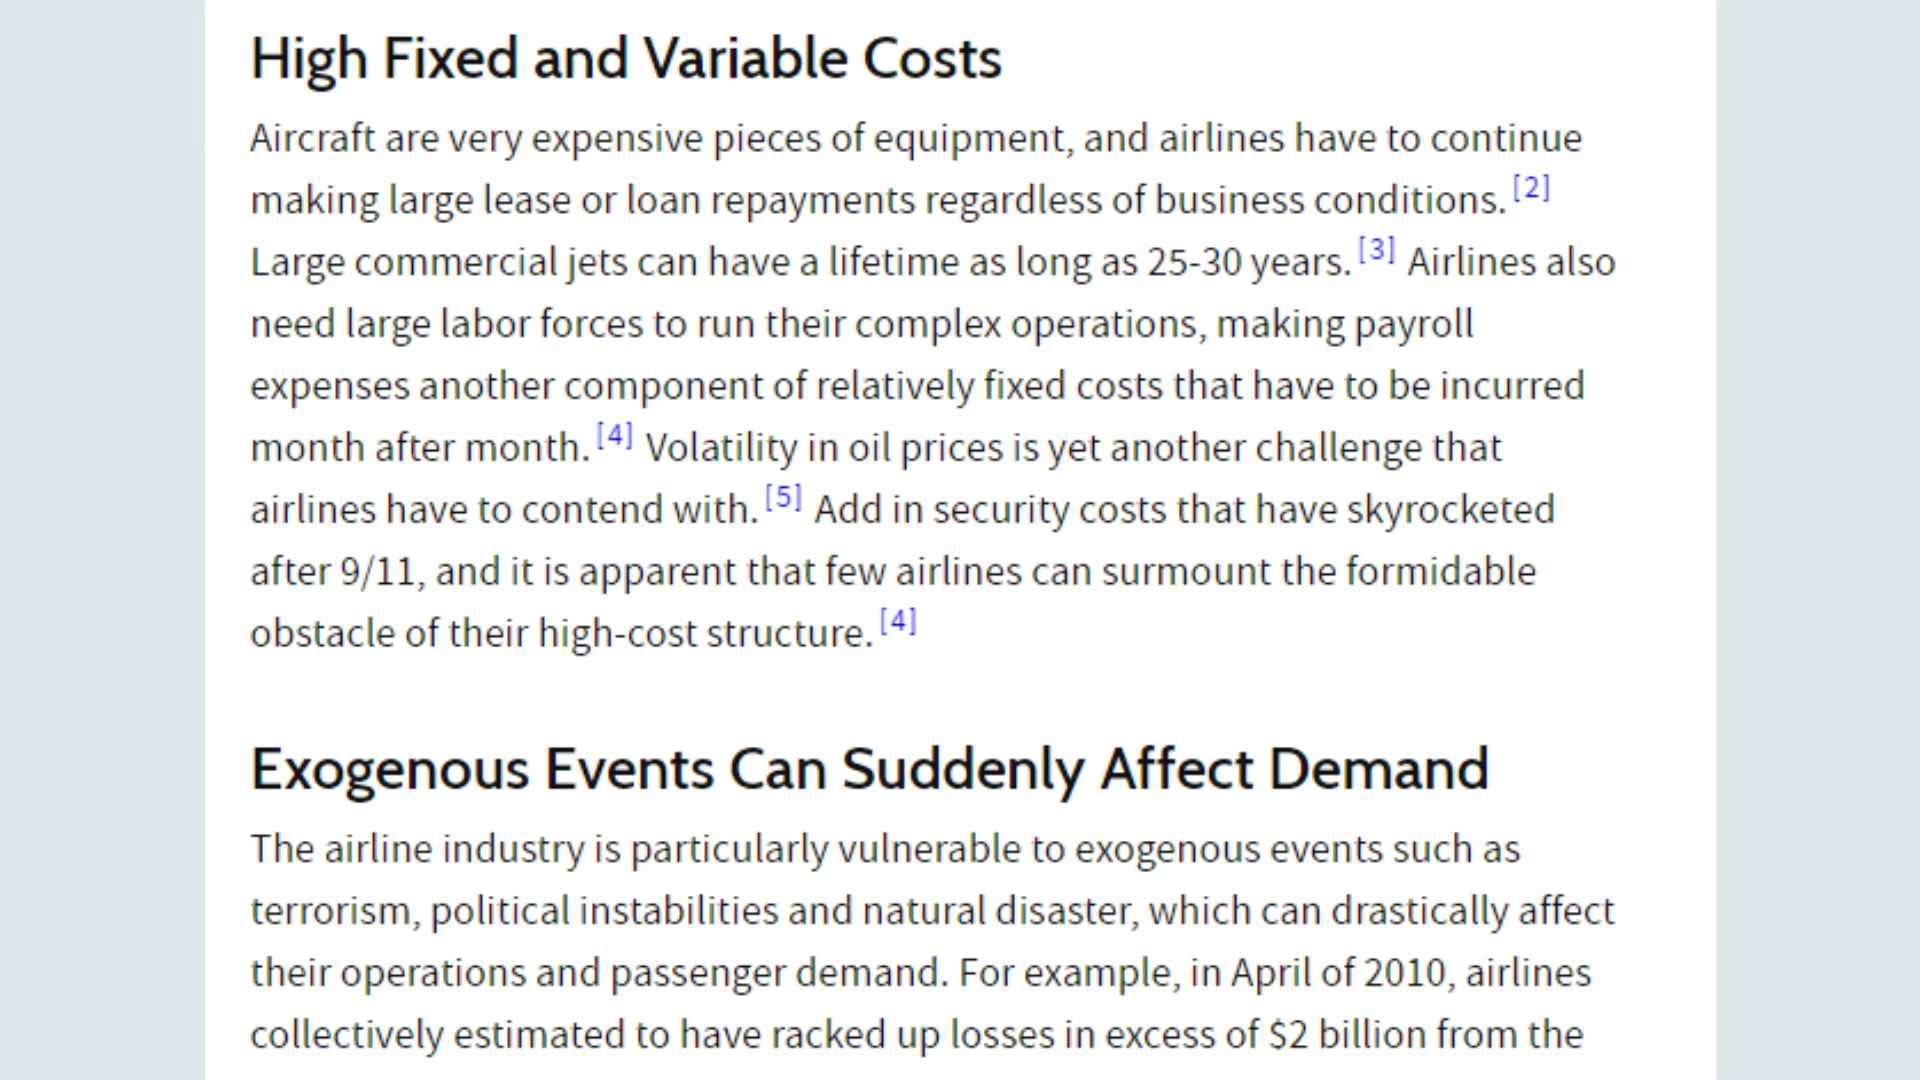 High Fixed and Variable Costs
Aircraft are very expensive pieces of equipment, and airlines have to continue
making large lease or loan repayments regardless of business conditions. [2]
Large commercial jets can have a lifetime as long as 25-30 years. [3] Airlines also
need large labor forces to run their complex operations, making payroll
expenses another component of relatively fixed costs that have to be incurred
month after month. [4] Volatility in oil prices is yet another challenge that
airlines have to contend with. [5] Add in security costs that have skyrocketed
after 9/11, and it is apparent that few airlines can surmount the formidable
obstacle of their high-cost structure. [4]
Exogenous Events Can Suddenly Affect Demand
The airline industry is particularly vulnerable to exogenous events such as
terrorism, political instabilities and natural disaster, which can drastically affect
their operations and passenger demand. For example, in April of 2010, airlines
collectively estimated to have racked up losses in excess of $2 billion from the